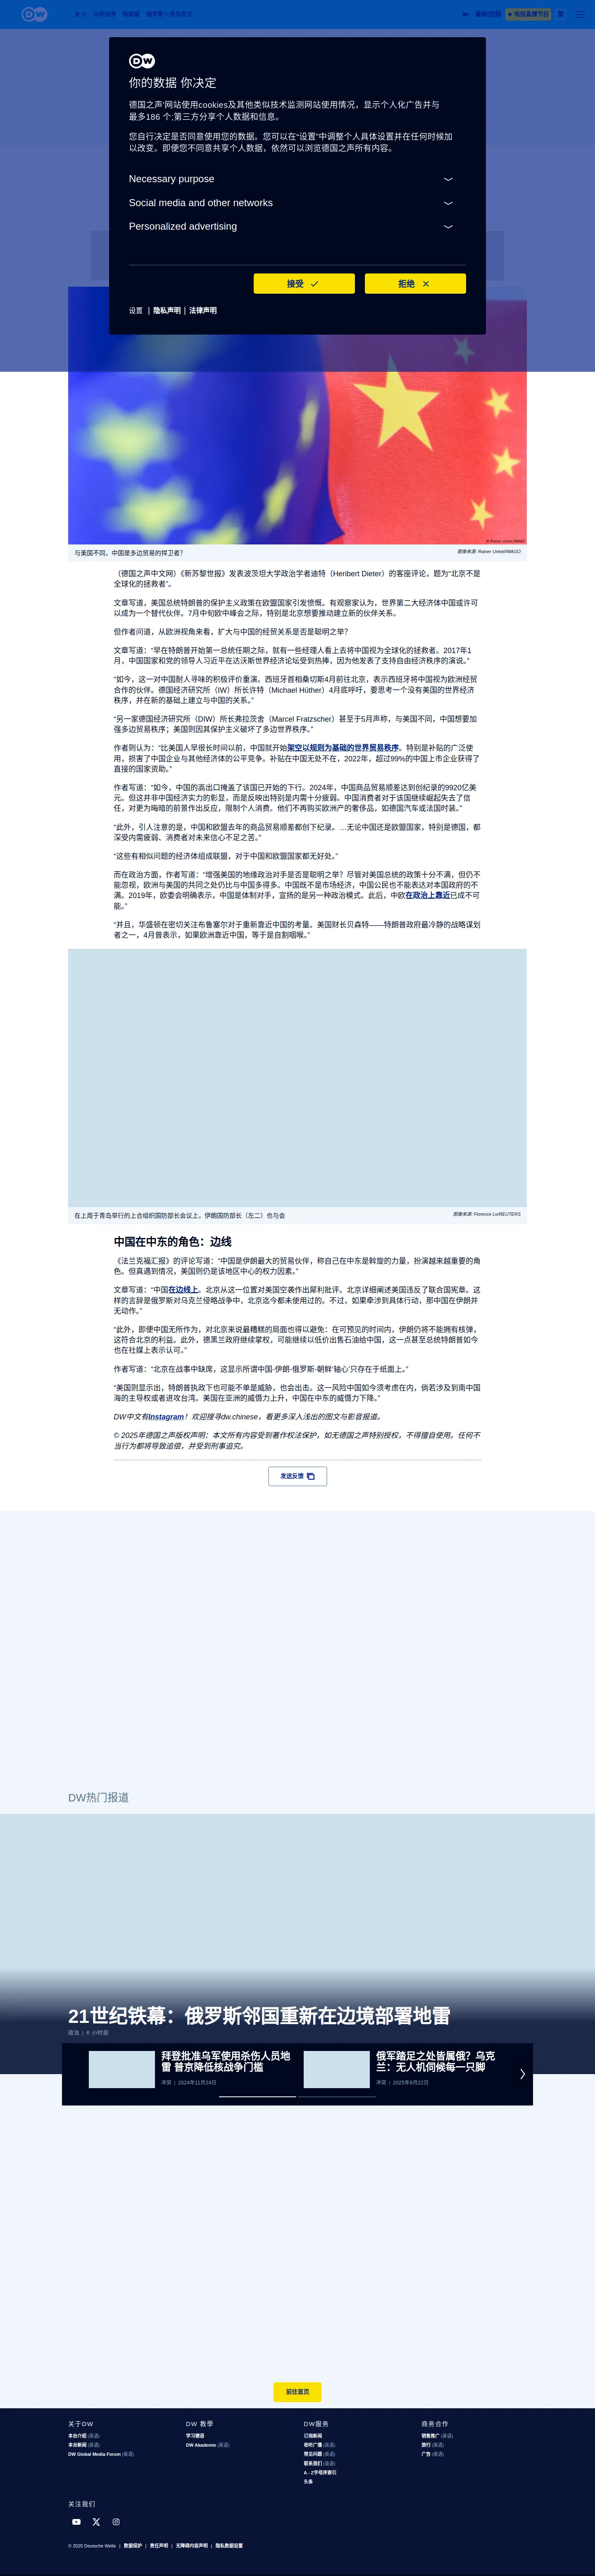 DW
焦点
以伊战争
特朗普
俄罗斯入侵乌克兰
最新视频
电视直播节目
DW
你的数据 你决定
德国之声'网站使用cookies及其他类似技术监测网站使用情况，显示个人化广告并与
最多186 个;第三方分享个人数据和信息。
您自行决定是否同意使用您的数据。您可以在“设置”中调整个人具体设置并在任何时候加
以改变。即便您不同意共享个人数据，依然可以浏览德国之声所有内容。
Necessary purpose
Social media and other networks
Personalized advertising
接受
拒绝
设置 | 隐私声明 | 法律声明
与美国不同，中国是多边贸易的捍卫者？
图像来源: Rainer Unkel/IMAGO
（德国之声中文网）《新苏黎世报》发表波茨坦大学政治学者迪特（Heribert Dieter）的客座评论，题为“北京不是
全球化的拯救者”。
文章写道，美国总统特朗普的保护主义政策在欧盟国家引发愤慨。有观察家认为，世界第二大经济体中国或许可
以成为一个替代伙伴。7月中旬欧中峰会之际，特别是北京想要推动建立新的伙伴关系。
但作者问道，从欧洲视角来看，扩大与中国的经贸关系是否是聪明之举？
文章写道：“早在特朗普开始第一总统任期之际，就有一些经理人看上去将中国视为全球化的拯救者。2017年1
月，中国国家和党的领导人习近平在达沃斯世界经济论坛受到热捧，因为他发表了支持自由经济秩序的演说。”
“如今，这一对中国耐人寻味的积极评价重演。西班牙首相桑切斯4月前往北京，表示西班牙将中国视为欧洲经贸
合作的伙伴。德国经济研究所（IW）所长许特（Michael Hüther）4月底呼吁，要思考一个没有美国的世界经济
秩序，并在新的基础上建立与中国的关系。”
“另一家德国经济研究所（DIW）所长弗拉茨舍（Marcel Fratzscher）甚至于5月声称，与美国不同，中国想要加
强多边贸易秩序；美国则因其保护主义破坏了多边世界秩序。”
作者则认为：“比美国人早很长时间以前，中国就开始架空以规则为基础的世界贸易秩序。特别是补贴的广泛使
用，损害了中国企业与其他经济体的公平竞争。补贴在中国无处不在，2022年，超过99%的中国上市企业获得了
直接的国家资助。”
作者写道：“如今，中国的高出口掩盖了该国已开始的下行。2024年，中国商品贸易顺差达到创纪录的9920亿美
元。但这并非中国经济实力的彰显，而是反映出特别是内需十分疲弱。中国消费者对于该国继续崛起失去了信
任，对更为晦暗的前景作出反应，限制个人消费。他们不再购买欧洲产的奢侈品，如德国汽车或法国时装。”
“此外，引人注意的是，中国和欧盟去年的商品贸易顺差都创下纪录。…无论中国还是欧盟国家，特别是德国，都
深受内需疲弱、消费者对未来信心不足之苦。”
“这些有相似问题的经济体组成联盟，对于中国和欧盟国家都无好处。”
而在政治方面，作者写道：“增强美国的地缘政治对手是否是聪明之举？尽管对美国总统的政策十分不满，但仍不
能忽视，欧洲与美国的共同之处仍比与中国多得多。中国既不是市场经济，中国公民也不能表达对本国政府的不
满。2019年，欧委会明确表示，中国是体制对手，宣扬的是另一种政治模式。此后，中欧在政治上靠近已成不可
能。”
“并且，华盛顿在密切关注布鲁塞尔对于重新靠近中国的考量。美国财长贝森特——特朗普政府最冷静的战略谋划
者之一，4月曾表示，如果欧洲靠近中国，等于是自割咽喉。”
在上周于青岛举行的上合组织国防部长会议上，伊朗国防部长（左二）也与会
图像来源: Florence Lo/REUTERS
中国在中东的角色：边线
《法兰克福汇报》的评论写道：“中国是伊朗最大的贸易伙伴，称自己在中东是斡旋的力量，扮演越来越重要的角
色。但真遇到情况，美国则仍是该地区中心的权力因素。”
文章写道：“中国在边线上。北京从这一位置对美国空袭作出犀利批评。北京详细阐述美国违反了联合国宪章。这
样的言辞是俄罗斯对乌克兰侵略战争中，北京迄今都未使用过的。不过，如果牵涉到具体行动，那中国在伊朗并
无动作。”
“此外，即便中国无所作为，对北京来说最糟糕的局面也得以避免：在可预见的时间内，伊朗仍将不能拥有核弹，
这符合北京的利益。此外，德黑兰政府继续掌权，可能继续以低价出售石油给中国，这一点甚至总统特朗普如今
也在社媒上表示认可。”
作者写道：“北京在战事中缺席，这显示所谓中国-伊朗-俄罗斯-朝鲜‘轴心’只存在于纸面上。”
“美国则显示出，特朗普执政下也可能不单是威胁，也会出击。这一风险中国如今须考虑在内，倘若涉及到南中国
海的主导权或者进攻台湾。美国在亚洲的威慑力上升，中国在中东的威慑力下降。”
DW中文有Instagram！欢迎搜寻dw.chinese，看更多深入浅出的图文与影音报道。
© 2025年德国之声版权声明：本文所有内容受到著作权法保护，如无德国之声特别授权，不得擅自使用。任何不
当行为都将导致追偿，并受到刑事追究。
发送反馈
DW热门报道
21世纪铁幕：俄罗斯邻国重新在边境部署地雷
政治 | 6 小时前
拜登批准乌军使用杀伤人员地
雷 普京降低核战争门槛
冲突 | 2024年11月24日
俄军踏足之处皆属俄？乌克
兰：无人机伺候每一只脚
冲突 | 2025年6月22日
前往首页
关于DW
本台介绍 (英语)
本台新闻 (英语)
DW Global Media Forum (英语)
DW 教學
学习德语
DW Akademie (英语)
DW服务
订阅新闻
收听广播 (英语)
常见问题 (英语)
联系我们 (英语)
A - Z字母序索引
头条
商务合作
销售推广 (英语)
旅行 (英语)
广告 (英语)
关注我们
© 2025 Deutsche Welle | 数据保护 | 责任声明 | 无障碍内容声明 | 隐私数据设置